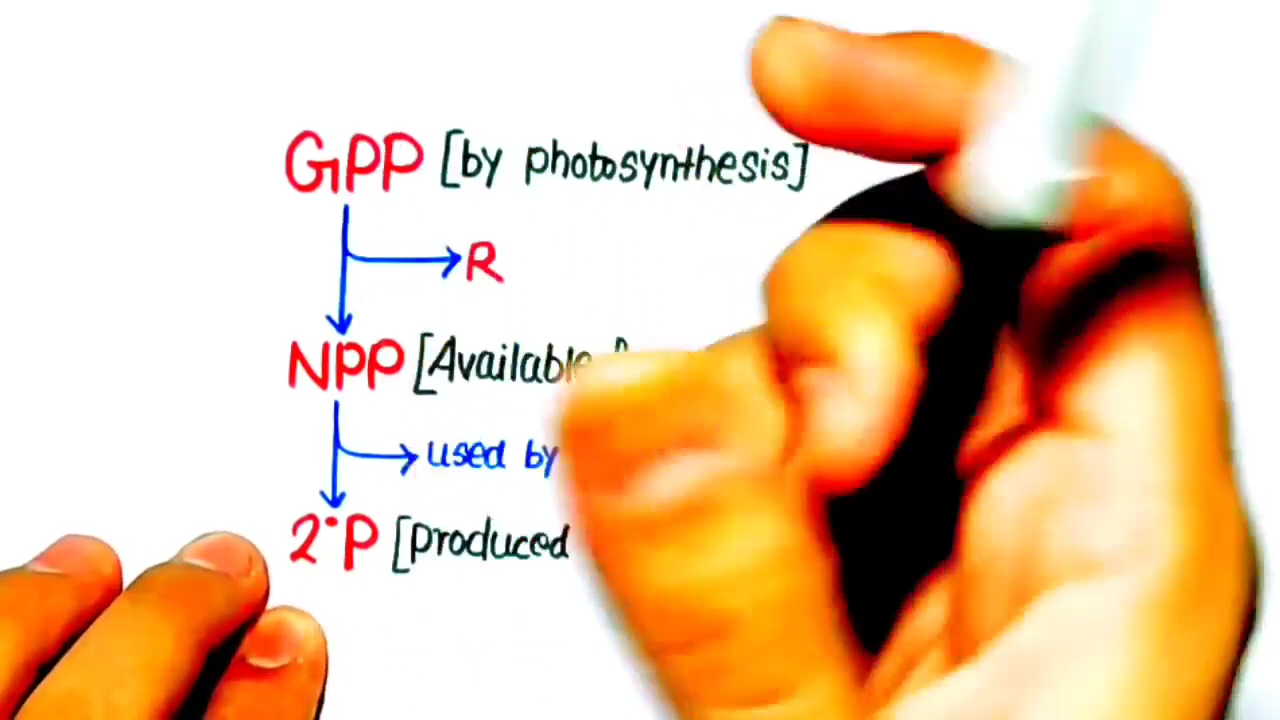 GPP [by photosynthesis]
R
NPP [Available
used by
2°P [produced